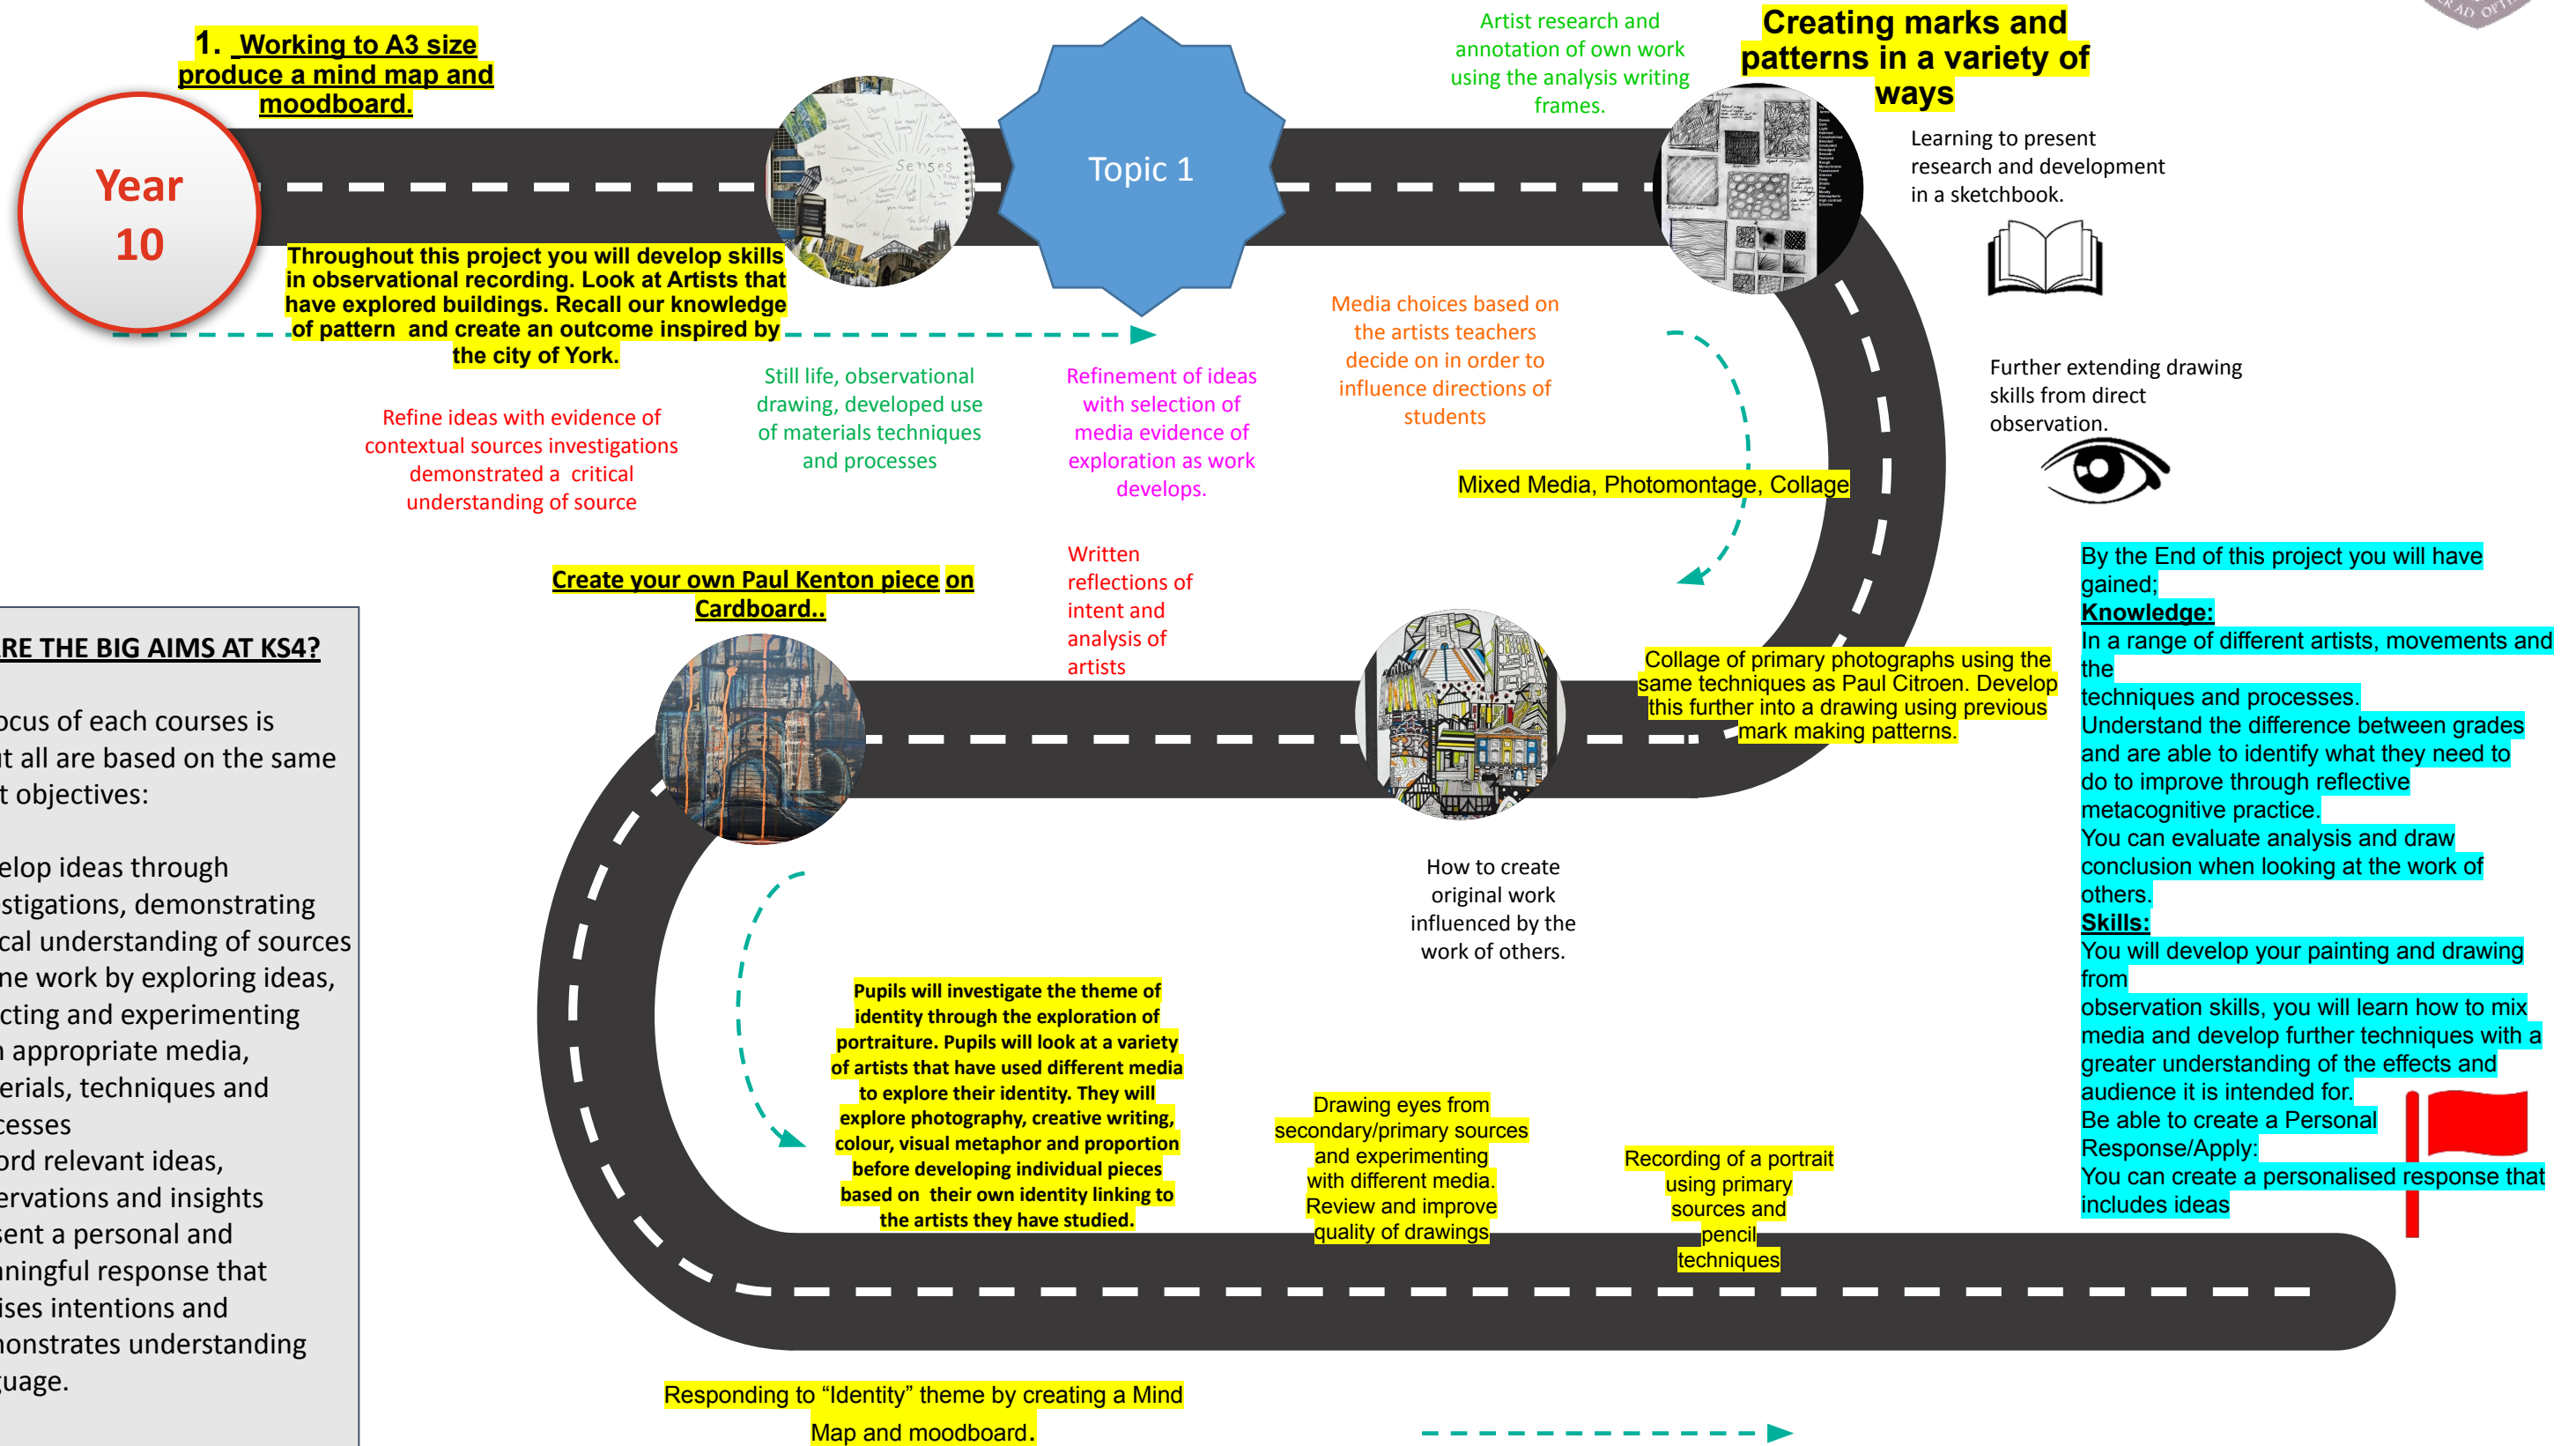 1. Working to A3 size
produce a mind map and
moodboard.
Year
10
Topic 1
Senses
Artist research and
annotation of own work
using the analysis writing
frames.
Creating marks and
patterns in a variety of
ways
Learning to present
research and development
in a sketchbook.
Throughout this project you will develop skills
in observational recording. Look at Artists that
have explored buildings. Recall our knowledge
of pattern and create an outcome inspired by
the city of York.
Refine ideas with evidence of
contextual sources investigations
demonstrated a critical
understanding of source
Still life, observational
drawing, developed use
of materials techniques
and processes
Refinement of ideas
with selection of
media evidence of
exploration as work
develops.
Media choices based on
the artists teachers
decide on in order to
influence directions of
students
Further extending drawing
skills from direct
observation.
Mixed Media, Photomontage, Collage
Create your own Paul Kenton piece on
Cardboard..
Written
reflections of
intent and
analysis of
artists
Collage of primary photographs using the
same techniques as Paul Citroen. Develop
this further into a drawing using previous
mark making patterns.
By the End of this project you will have
gained;
Knowledge:
In a range of different artists, movements and
the
techniques and processes.
Understand the difference between grades
and are able to identify what they need to
do to improve through reflective
metacognitive practice.
You can evaluate analysis and draw
conclusion when looking at the work of
others.
Skills:
You will develop your painting and drawing
from
observation skills, you will learn how to mix
media and develop further techniques with a
greater understanding of the effects and
audience it is intended for.
Be able to create a Personal
Response/Apply:
You can create a personalised response that
includes ideas
RE THE BIG AIMS AT KS4?
ocus of each courses is
ut all are based on the same
t objectives:
elop ideas through
stigations, demonstrating
cal understanding of sources
ne work by exploring ideas,
cting and experimenting
appropriate media,
erials, techniques and
cesses
ord relevant ideas,
ervations and insights
sent a personal and
ningful response that
ises intentions and
monstrates understanding
guage.
How to create
original work
influenced by the
work of others.
Pupils will investigate the theme of
identity through the exploration of
portraiture. Pupils will look at a variety
of artists that have used different media
to explore their identity. They will
explore photography, creative writing,
colour, visual metaphor and proportion
before developing individual pieces
based on their own identity linking to
the artists they have studied.
Drawing eyes from
secondary/primary sources
and experimenting
with different media.
Review and improve
quality of drawings
Recording of a portrait
using primary
sources and
pencil
techniques
Responding to “Identity” theme by creating a Mind
Map and moodboard.